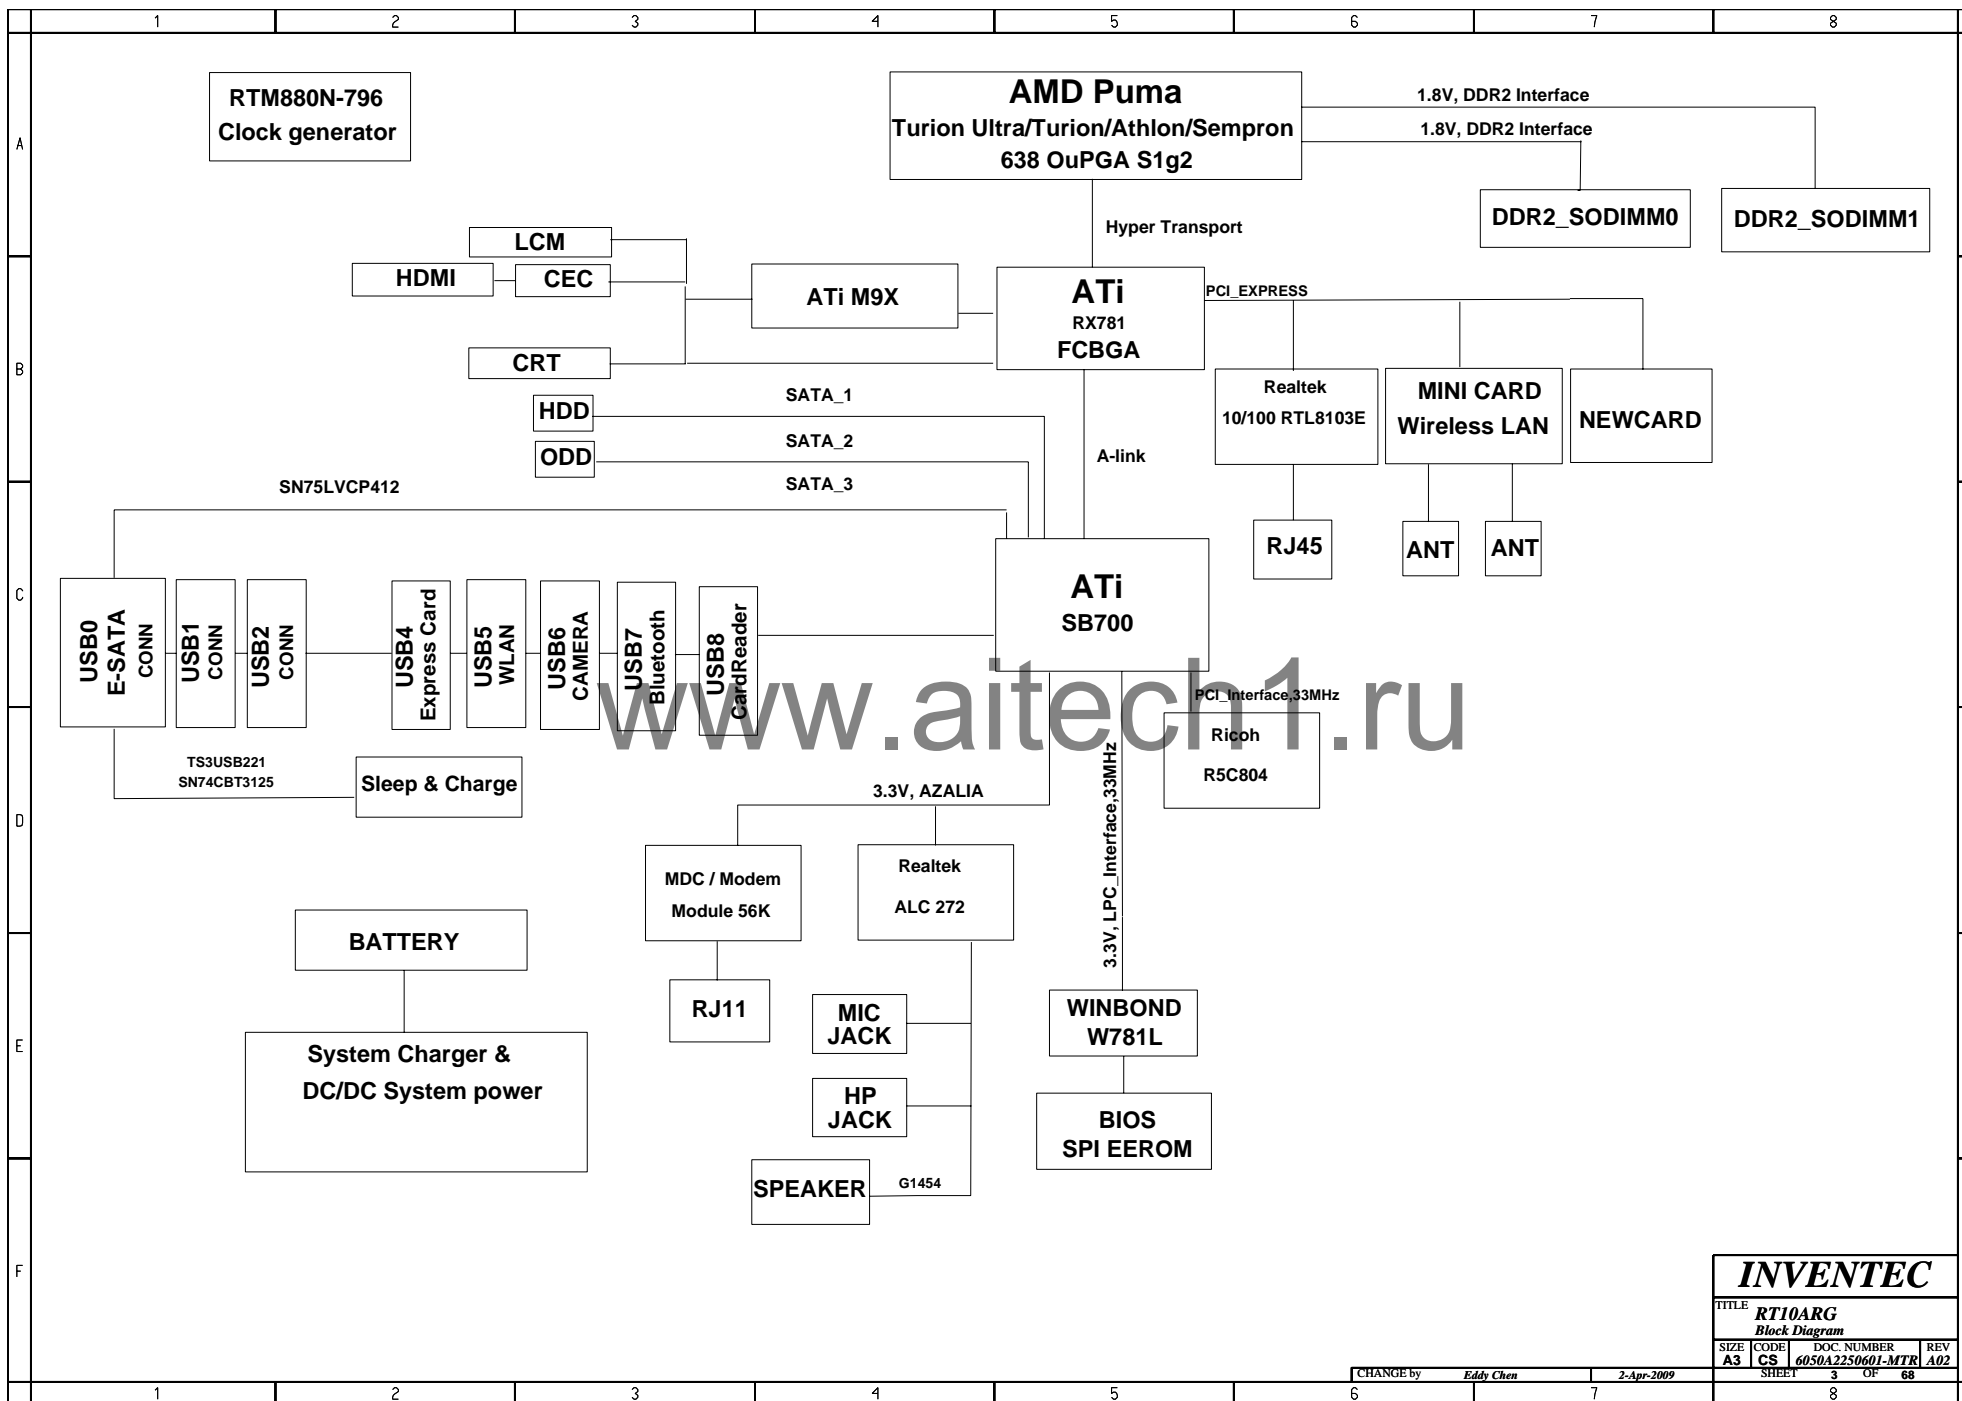 1 2 3 4 5 6 7 8
A
B
C
D
E
F
RTM880N-796
Clock generator
AMD Puma
Turion Ultra/Turion/Athlon/Sempron
638 OuPGA S1g2
1.8V, DDR2 Interface
1.8V, DDR2 Interface
DDR2_SODIMM0
DDR2_SODIMM1
Hyper Transport
LCM
HDMI
CEC
CRT
ATi M9X
ATi
RX781
FCBGA
PCI_EXPRESS
Realtek
10/100 RTL8103E
MINI CARD
Wireless LAN
NEWCARD
RJ45
ANT
ANT
HDD
ODD
SATA_1
SATA_2
SATA_3
SN75LVCP412
A-link
ATi
SB700
USB0
E-SATA
CONN
USB1
CONN
USB2
CONN
USB4
Express Card
USB5
WLAN
USB6
CAMERA
USB7
Bluetooth
USB8
CardReader
www.aitech1.ru
PCI_Interface,33MHz
Ricoh
R5C804
TS3USB221
SN74CBT3125
Sleep & Charge
3.3V, AZALIA
3.3V, LPC_Interface,33MHz
MDC / Modem
Module 56K
Realtek
ALC 272
RJ11
MIC
JACK
HP
JACK
SPEAKER
G1454
WINBOND
W781L
BIOS
SPI EEROM
BATTERY
System Charger &
DC/DC System power
INVENTEC
TITLE
RT10ARG
Block Diagram
SIZE CODE DOC. NUMBER REV
A3 CS 6050A2250601-MTR A02
CHANGE by Eddy Chen 2-Apr-2009 SHEET 3 OF 68
1 2 3 4 5 6 7 8